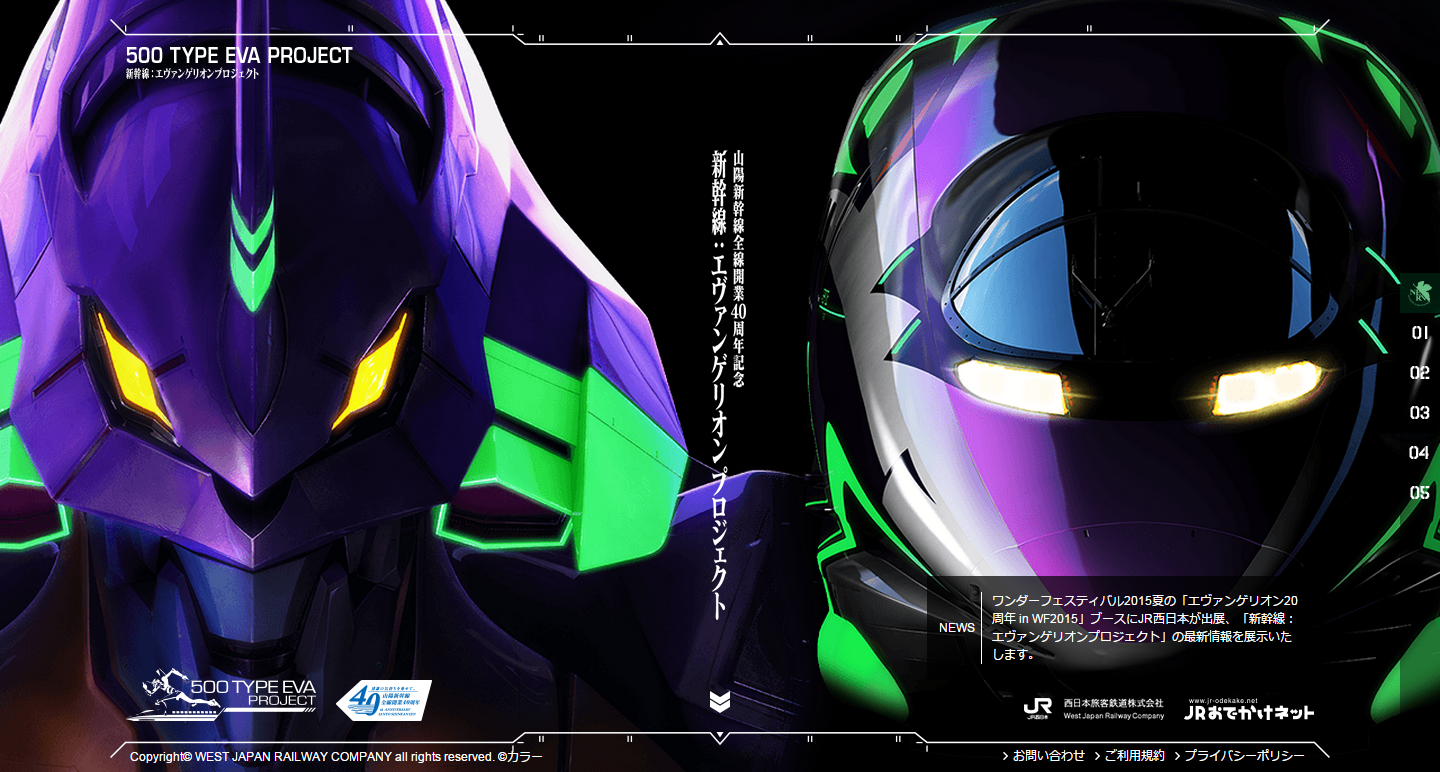 500 TYPE EVA PROJECT
新幹線:エヴァンゲリオンプロジェクト
山陽新幹線全線開業40周年記念
新幹線:エヴァンゲリオンプロジェクト
01
02
03
04
05
NEWS
ワンダーフェスティバル2015夏の「エヴァンゲリオン20
周年 in WF2015」ブースにJR西日本が出展、「新幹線:
エヴァンゲリオンプロジェクト」の最新情報を展示いた
します。
500 TYPE EVA
PROJECT
40
山陽新幹線
全線開業40周年
JR
JR西日本
西日本旅客鉄道株式会社
West Japan Railway Company
www.jr-odekake.net
JRおでかけネット
Copyright© WEST JAPAN RAILWAY COMPANY all rights reserved. ©カラー
お問い合わせ
ご利用規約
プライバシーポリシー